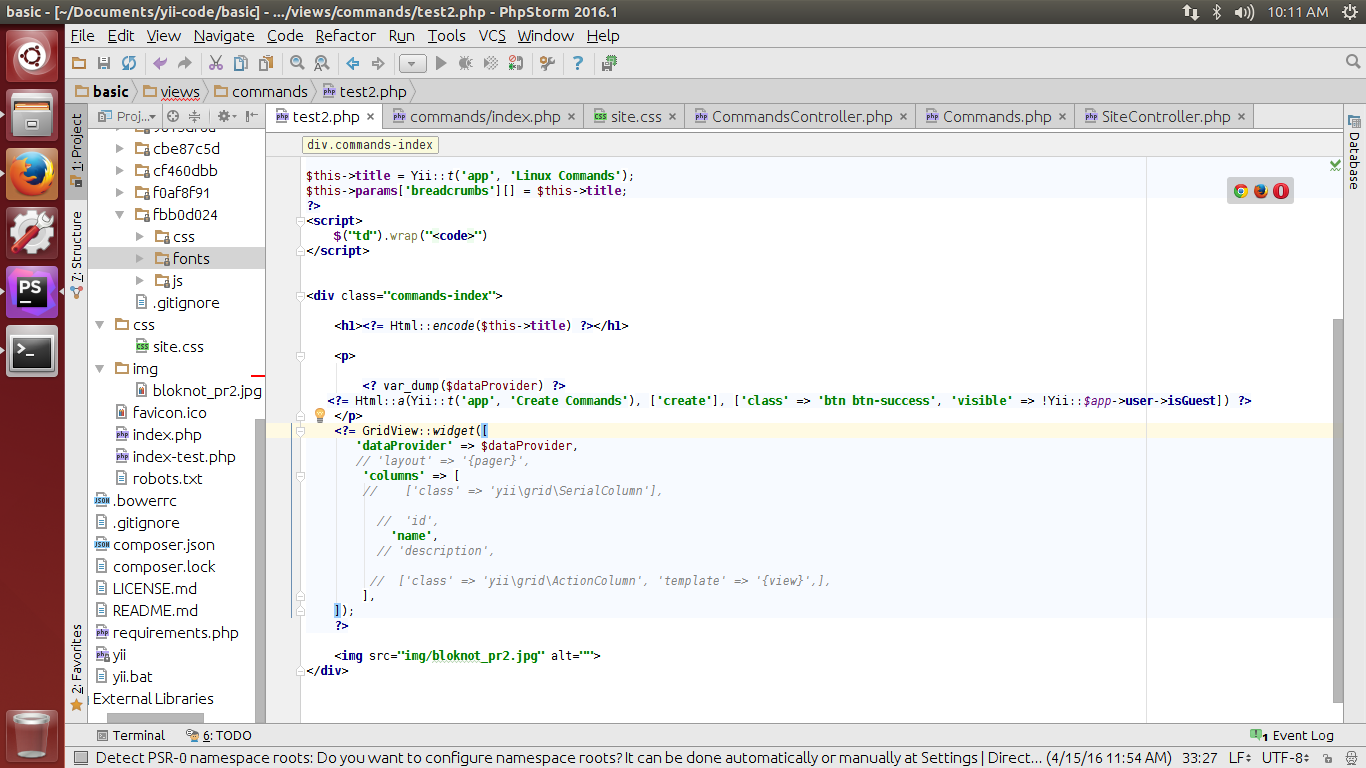 basic - [~/Documents/yii-code/basic] - .../views/commands/test2.php - PhpStorm 2016.1
10:11 AM
File Edit View Navigate Code Refactor Run Tools VCS Window Help
basic views commands test2.php
Proj...
test2.php commands/index.php site.css CommandsController.php Commands.php SiteController.php
1: Project
7: Structure
2: Favorites
Database
cbe87c5d
cf460dbb
f0af8f91
fbb0d024
css
fonts
js
.gitignore
css
site.css
img
bloknot_pr2.jpg
favicon.ico
index.php
index-test.php
robots.txt
.bowerrc
.gitignore
composer.json
composer.lock
LICENSE.md
README.md
requirements.php
yii
yii.bat
External Libraries
div.commands-index
$this->title = Yii::t('app', 'Linux Commands');
$this->params['breadcrumbs'][] = $this->title;
?>
<script>
$("td").wrap("<code>")
</script>
<div class="commands-index">
<h1><?= Html::encode($this->title) ?></h1>
<p>
<? var_dump($dataProvider) ?>
<?= Html::a(Yii::t('app', 'Create Commands'), ['create'], ['class' => 'btn btn-success', 'visible' => !Yii::$app->user->isGuest]) ?>
</p>
<?= GridView::widget([
'dataProvider' => $dataProvider,
// 'layout' => '{pager}',
'columns' => [
// ['class' => 'yii\grid\SerialColumn'],
// 'id',
'name',
// 'description',
// ['class' => 'yii\grid\ActionColumn', 'template' => '{view}',],
],
]);
?>
<img src="img/bloknot_pr2.jpg" alt="">
</div>
PS
Terminal 6: TODO 1 Event Log
Detect PSR-0 namespace roots: Do you want to configure namespace roots? It can be done automatically or manually at Settings | Direct... (4/15/16 11:54 AM) 33:27 LF UTF-8